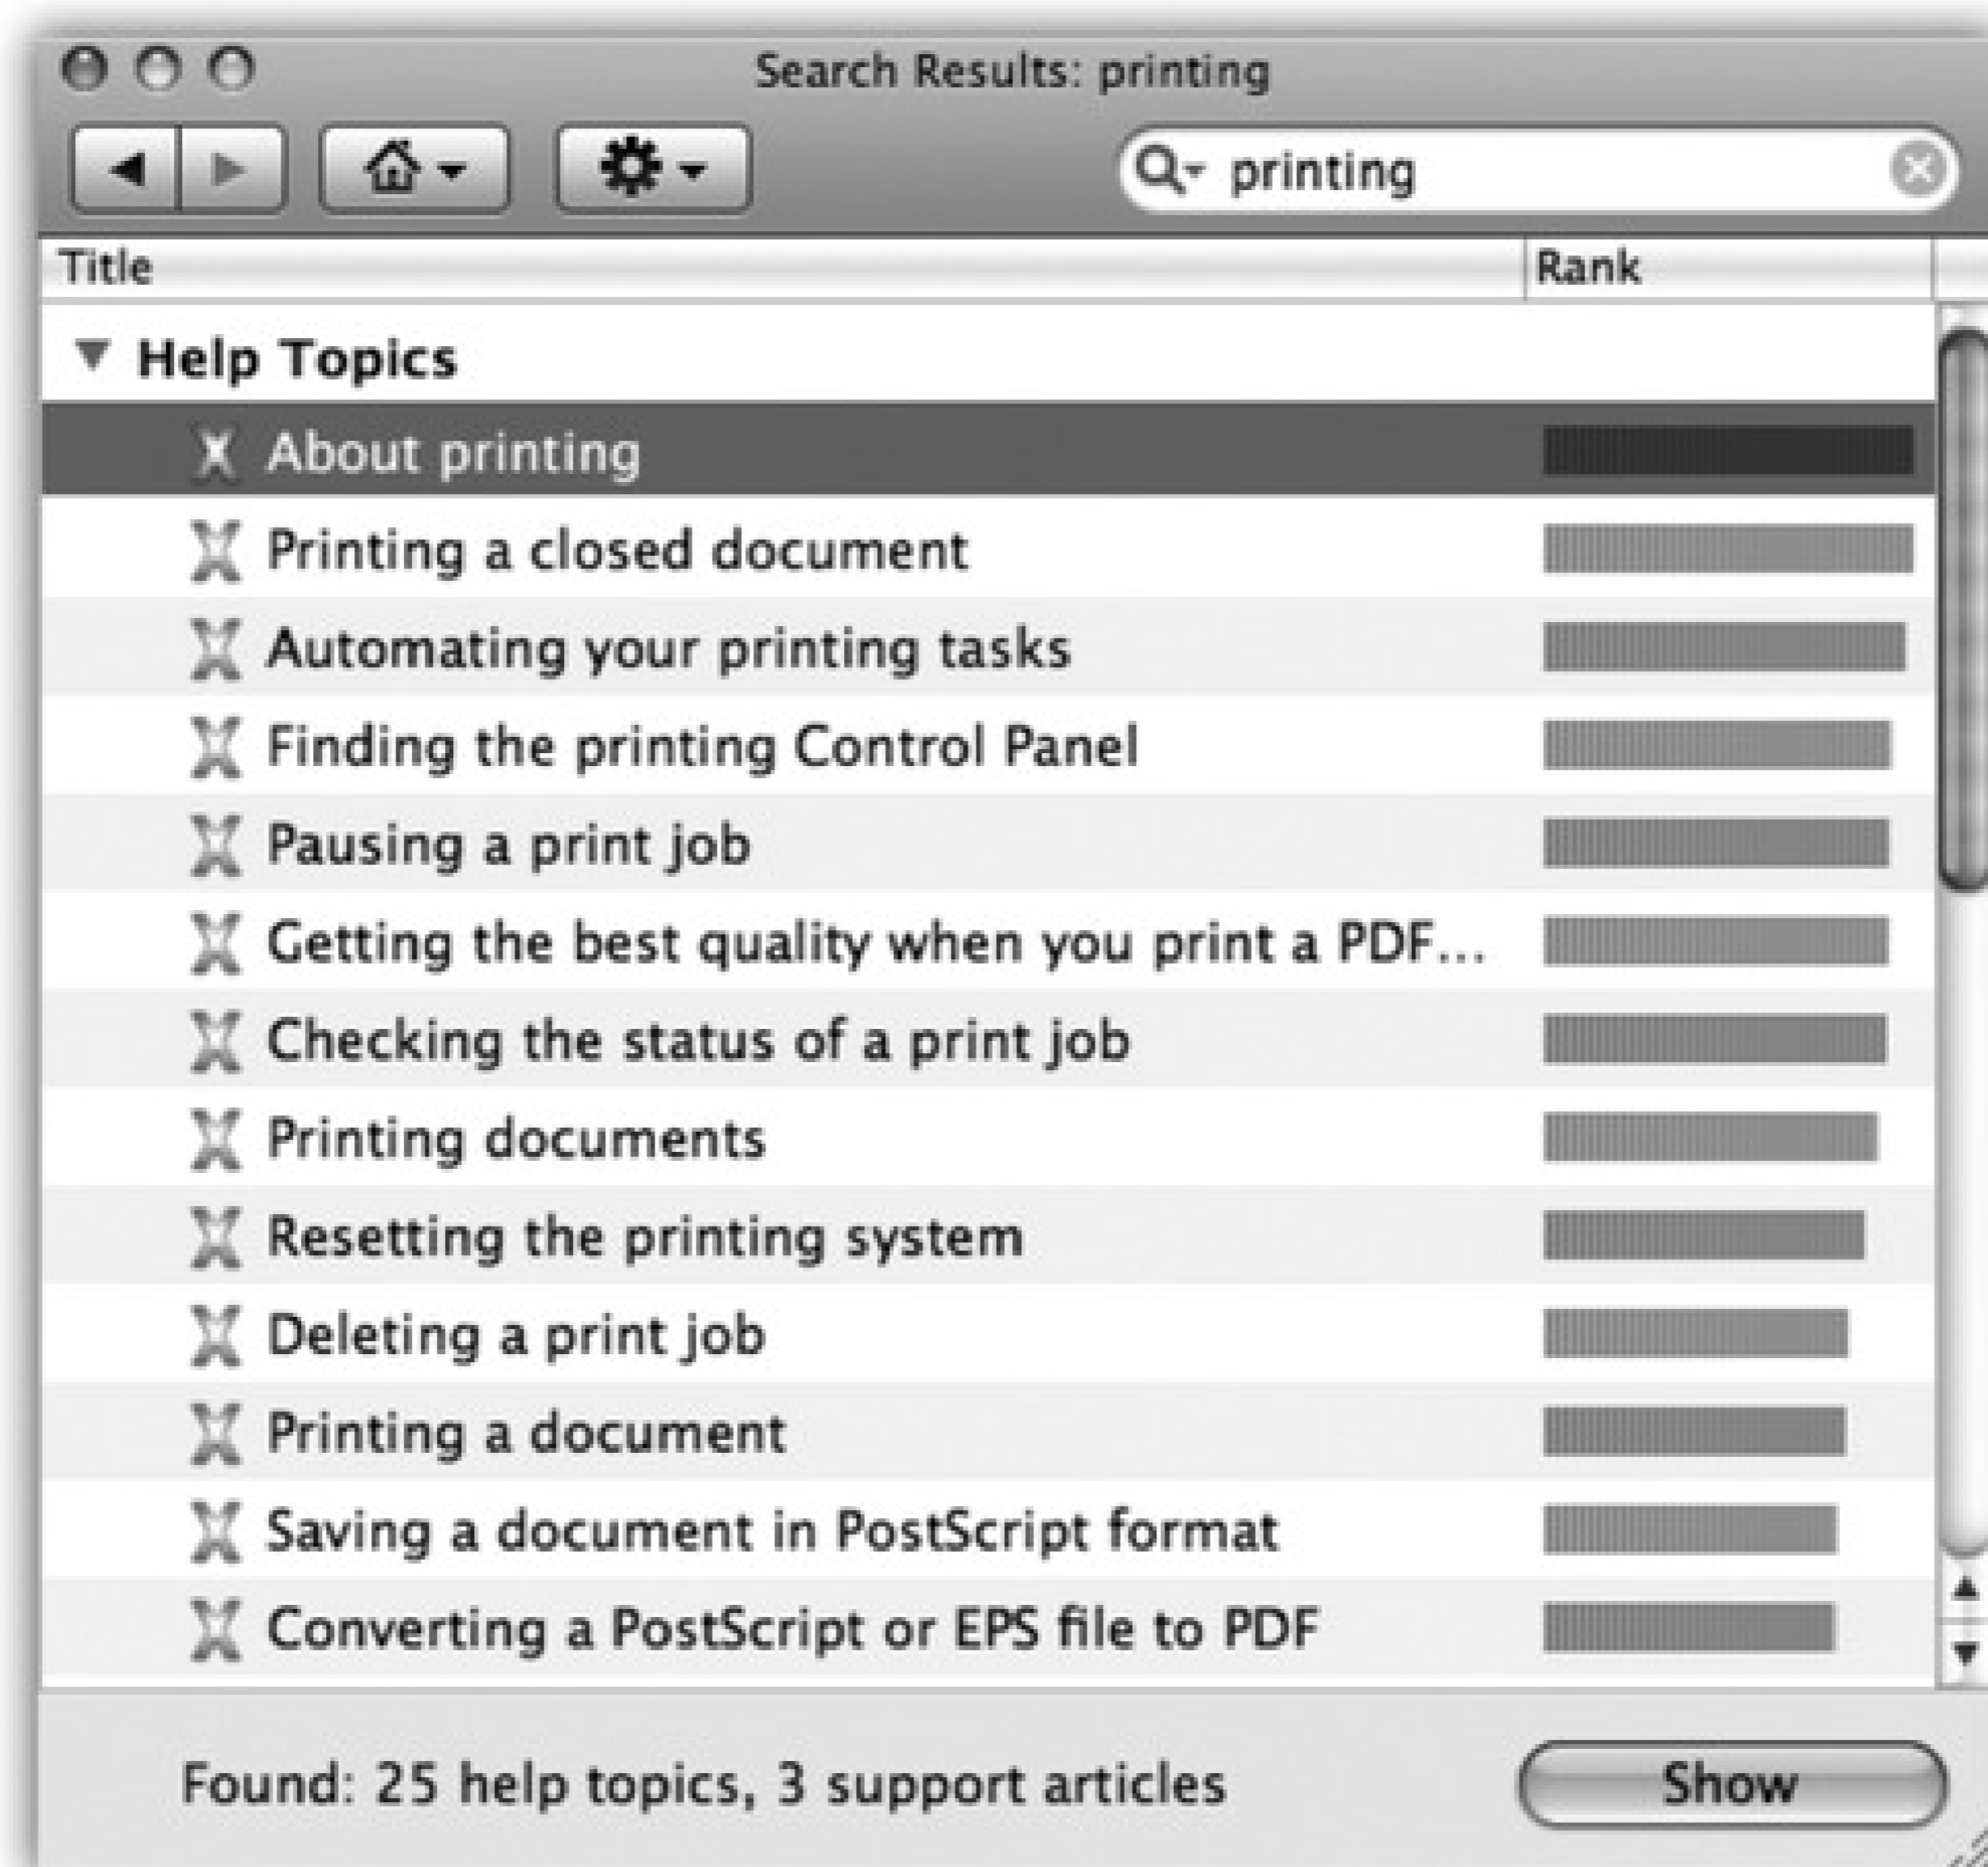 Search Results: printing
printing
Title Rank
Help Topics
About printing
Printing a closed document
Automating your printing tasks
Finding the printing Control Panel
Pausing a print job
Getting the best quality when you print a PDF...
Checking the status of a print job
Printing documents
Resetting the printing system
Deleting a print job
Printing a document
Saving a document in PostScript format
Converting a PostScript or EPS file to PDF
Found: 25 help topics, 3 support articles
Show